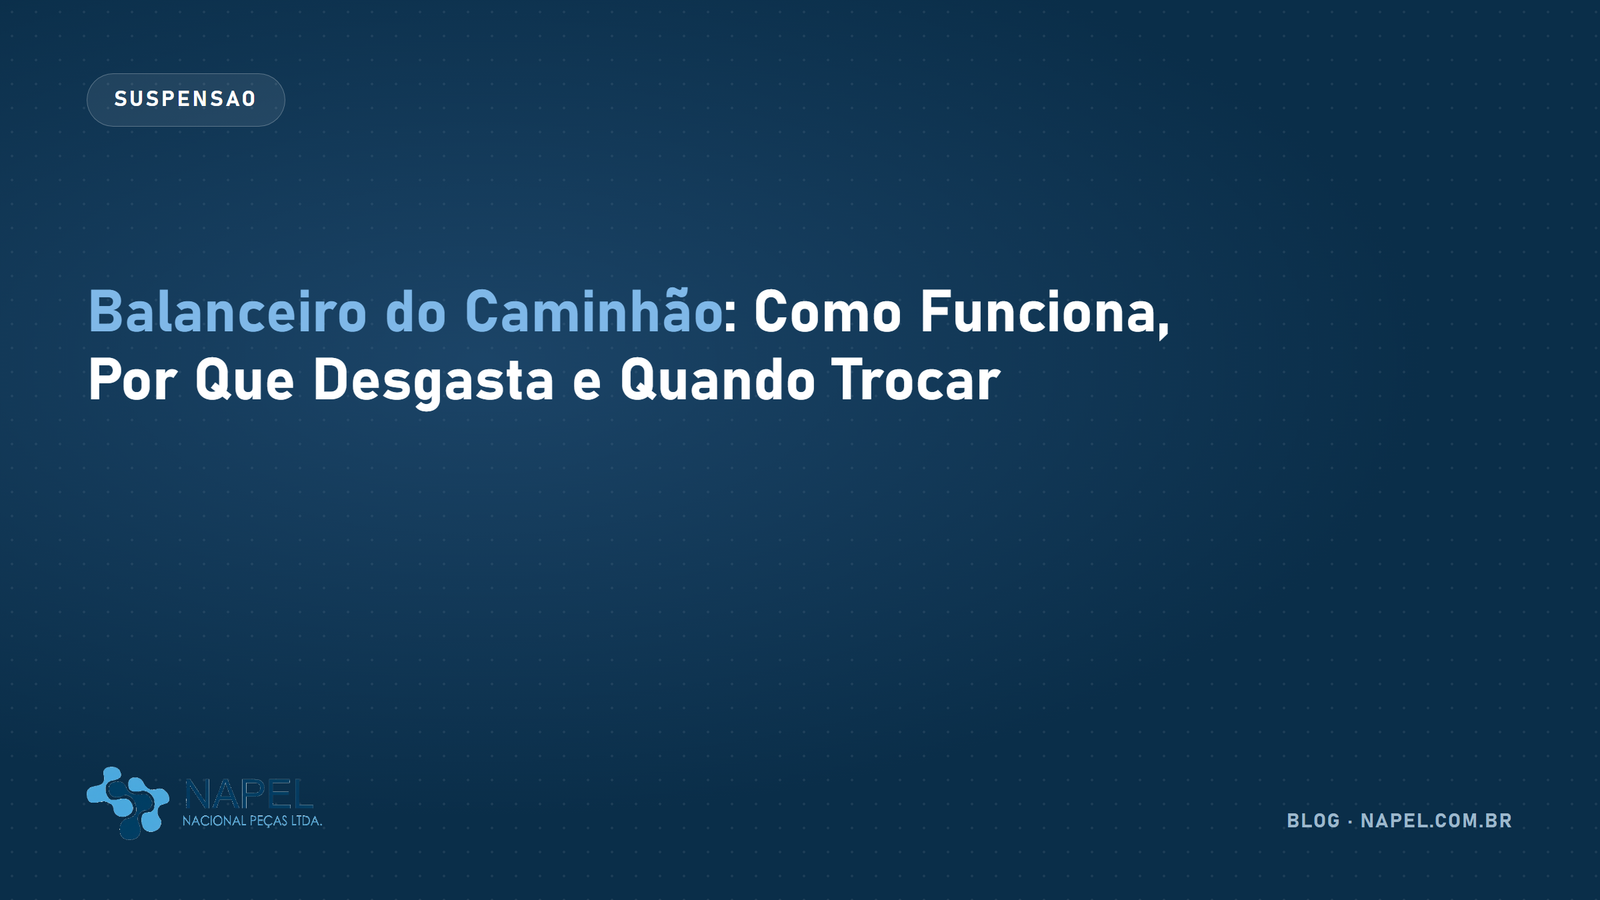 SUSPENSAO
Balanceiro do Caminhão: Como Funciona,
Por Que Desgasta e Quando Trocar
NAPEL
NACIONAL PEÇAS LTDA.
BLOG · NAPEL.COM.BR